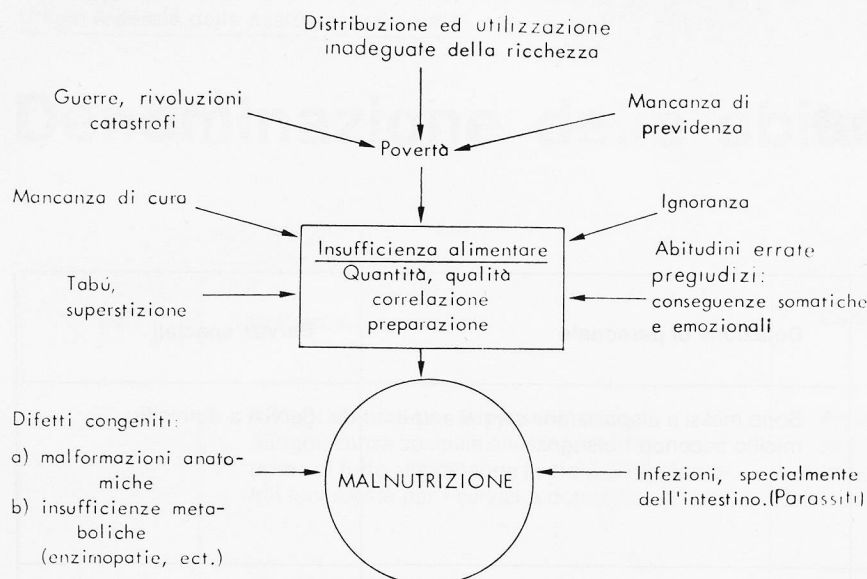 Distribuzione ed utilizzazione
inadeguate della ricchezza
Guerre, rivoluzioni
catastrofi
Mancanza di
previdenza
Povertà
Mancanza di cura
Ignoranza
Insufficienza alimentare
Quantità, qualità
correlazione
preparazione
Tabù,
superstizione
Abitudini errate
pregiudizi:
conseguenze somatiche
e emozionali
Difetti congeniti:
a) malformazioni anato-
miche
b) insufficienze meta-
boliche
(enzimopatie, ect.)
MALNUTRIZIONE
Infezioni, specialmente
dell'intestino.(Parassiti)